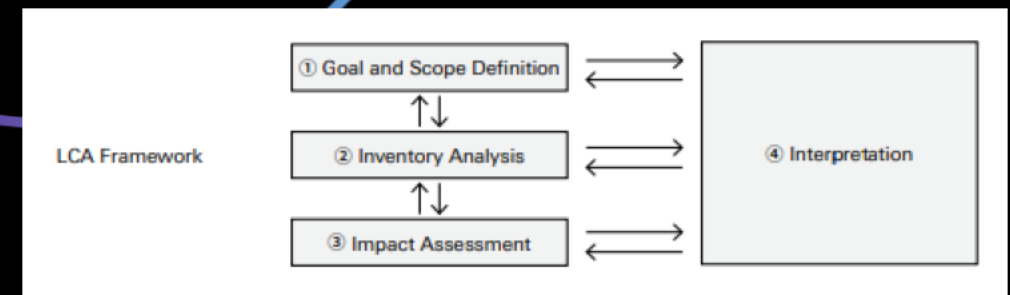 ① Goal and Scope Definition
LCA Framework
② Inventory Analysis
④ Interpretation
③ Impact Assessment